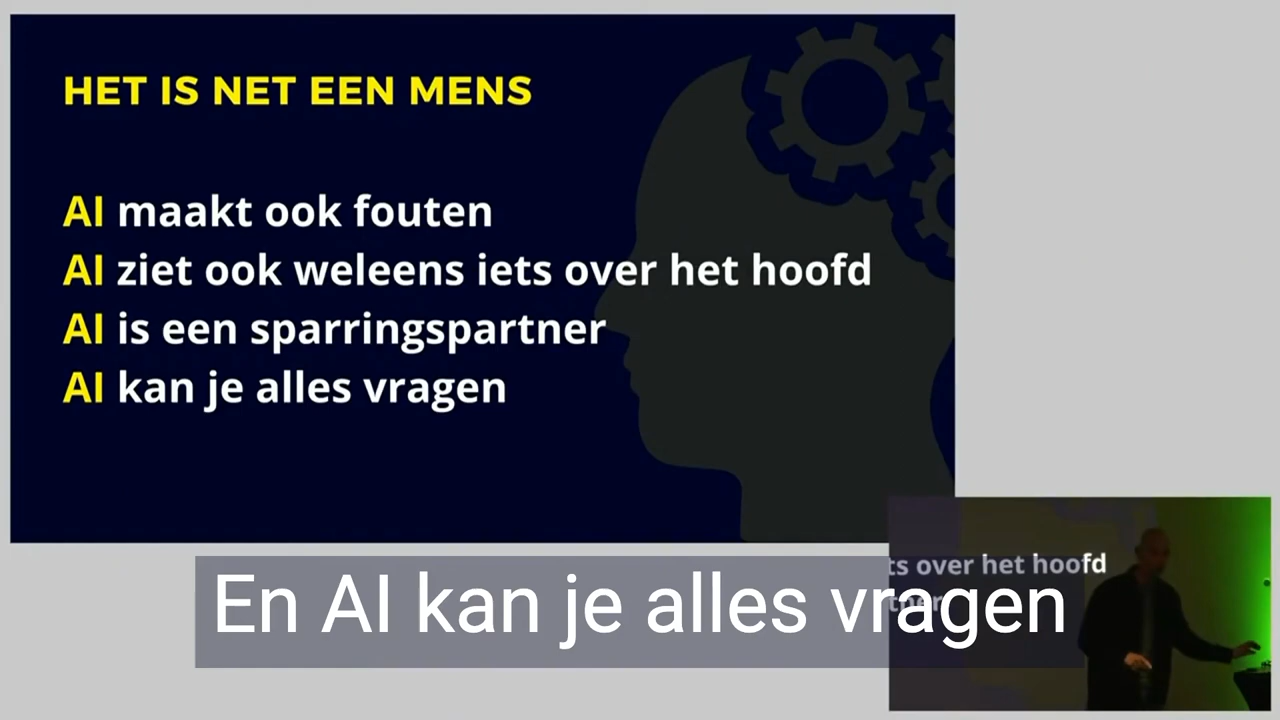 HET IS NET EEN MENS
AI maakt ook fouten
AI ziet ook weleens iets over het hoofd
AI is een sparringspartner
AI kan je alles vragen
ts over het hoofd
En AI kan je alles vragen